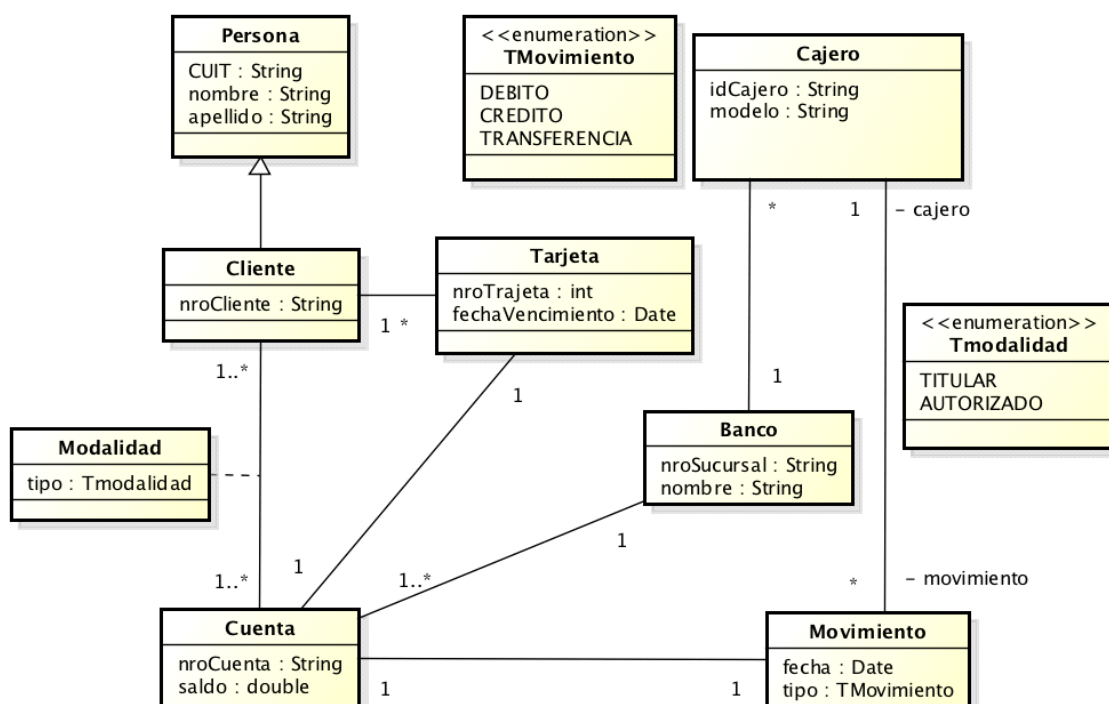 Persona
CUIT : String
nombre : String
apellido : String
<<enumeration>>
TMovimiento
DEBITO
CREDITO
TRANSFERENCIA
Cajero
idCajero : String
modelo : String
*
1
- cajero
Cliente
nroCliente : String
1 *
Tarjeta
nroTrajeta : int
fechaVencimiento : Date
<<enumeration>>
Tmodalidad
TITULAR
AUTORIZADO
1..*
1
1
Modalidad
tipo : Tmodalidad
Banco
nroSucursal : String
nombre : String
1
1..*
1
1..*
*
- movimiento
Cuenta
nroCuenta : String
saldo : double
1
1
Movimiento
fecha : Date
tipo : TMovimiento